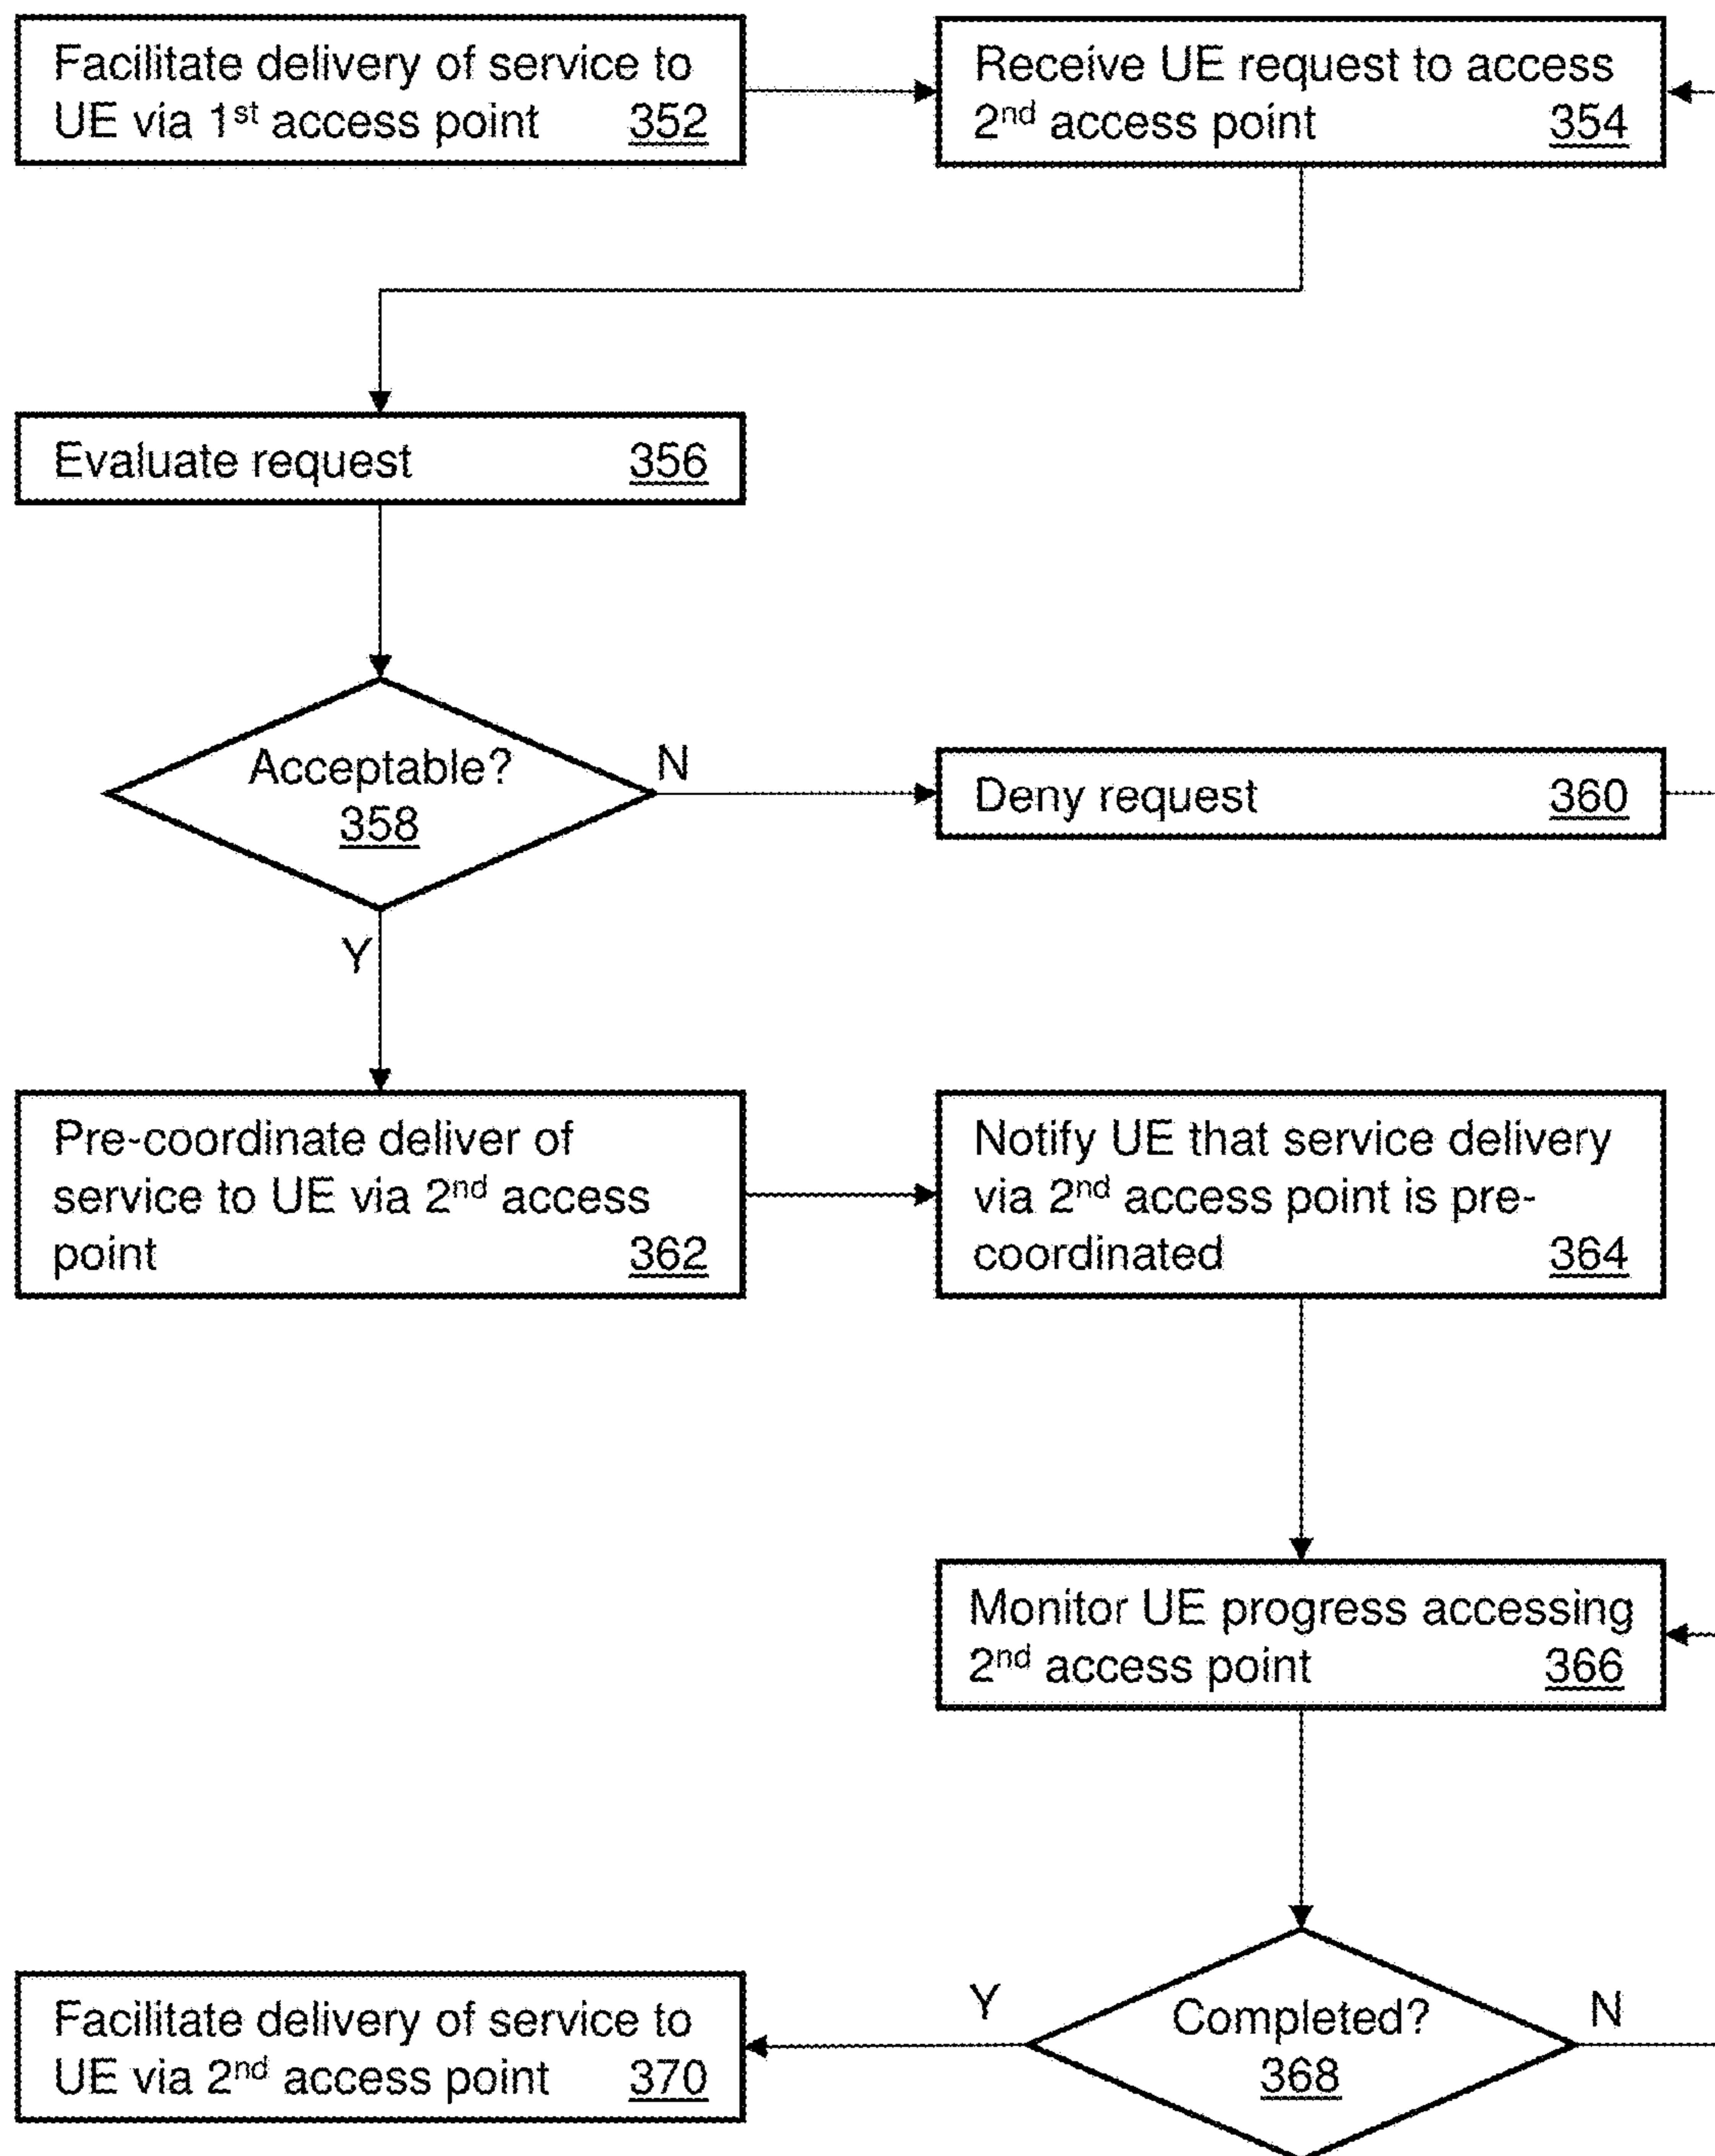 Facilitate delivery of service to
UE via 1st access point 352
Receive UE request to access
2nd access point 354
Evaluate request 356
Acceptable?
358
N
Deny request 360
Y
Pre-coordinate deliver of
service to UE via 2nd access
point 362
Notify UE that service delivery
via 2nd access point is pre-
coordinated 364
Monitor UE progress accessing
2nd access point 366
Facilitate delivery of service to
UE via 2nd access point 370
Y
Completed?
368
N